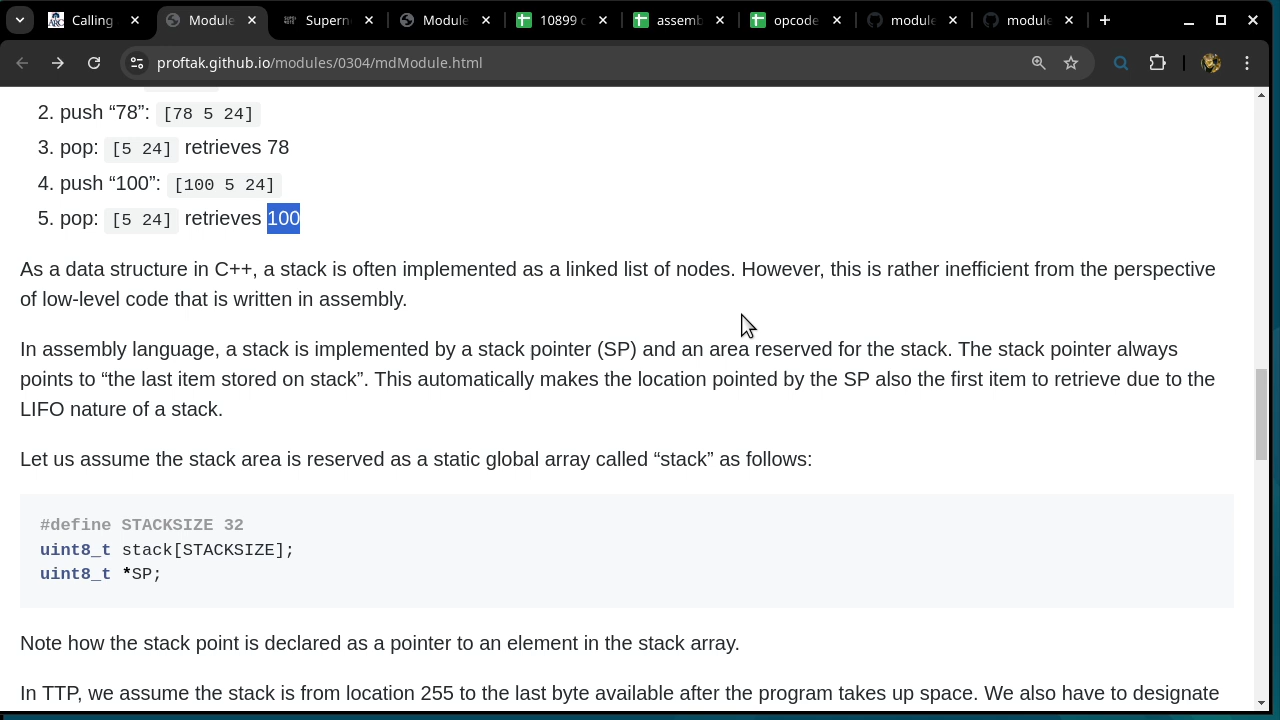 Calling
Module
Supern
Module
10899 c
assemb
opcode
module
module
proftak.github.io/modules/0304/mdModule.html
2. push “78”: [78 5 24]
3. pop: [5 24] retrieves 78
4. push “100”: [100 5 24]
5. pop: [5 24] retrieves 100
As a data structure in C++, a stack is often implemented as a linked list of nodes. However, this is rather inefficient from the perspective
of low-level code that is written in assembly.
In assembly language, a stack is implemented by a stack pointer (SP) and an area reserved for the stack. The stack pointer always
points to “the last item stored on stack”. This automatically makes the location pointed by the SP also the first item to retrieve due to the
LIFO nature of a stack.
Let us assume the stack area is reserved as a static global array called “stack” as follows:
#define STACKSIZE 32
uint8_t stack[STACKSIZE];
uint8_t *SP;
Note how the stack point is declared as a pointer to an element in the stack array.
In TTP, we assume the stack is from location 255 to the last byte available after the program takes up space. We also have to designate